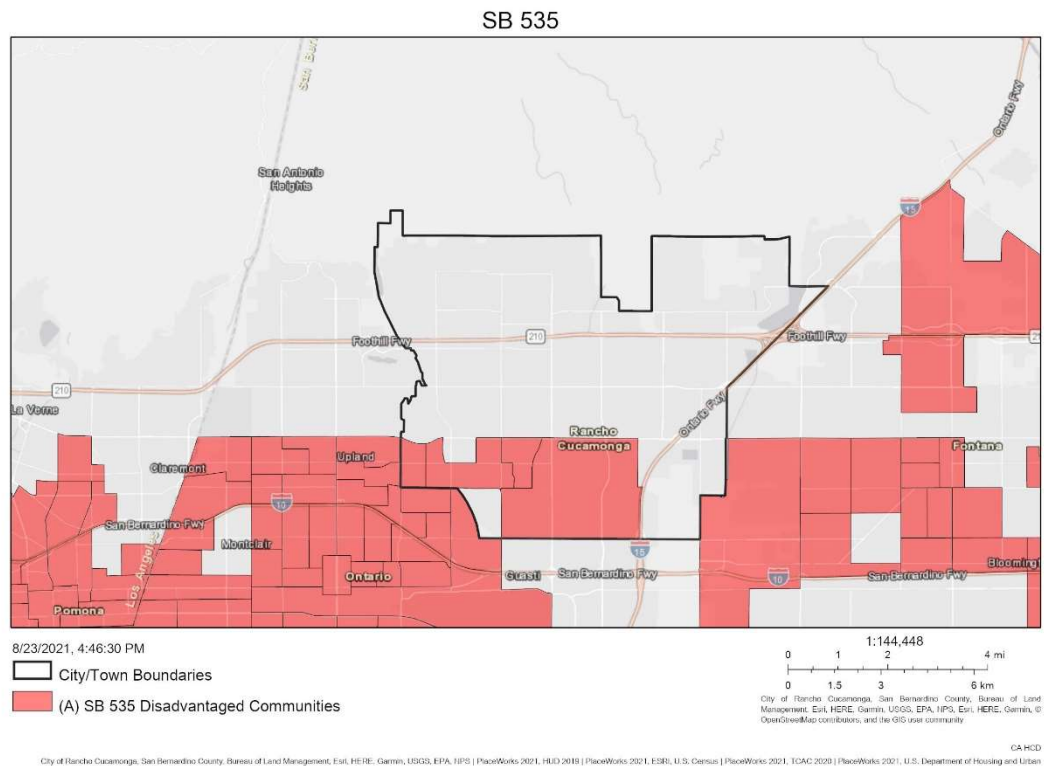 SB 535
San Bern
San Antonio
Heights
Ontario Fwy
15
210
Foothill Fwy
Foothill Fwy
210
La Verne
Ontario Fwy
Rancho
Cucamonga
Fontana
Upland
Claremont
10
San Bernardino Fwy
Montclair
Los Angeles
Ontario
Guasti
San Bernardino Fwy
15
10
San Bernardino Fwy
Bloomingt
Pomona
8/23/2021, 4:46:30 PM
City/Town Boundaries
(A) SB 535 Disadvantaged Communities
1:144,448
0 1 2 4 mi
0 1.5 3 6 km
City of Rancho Cucamonga, San Bernardino County, Bureau of Land
Management, Esri, HERE, Garmin, USGS, EPA, NPS, Esri, HERE, Garmin, ©
OpenStreetMap contributors, and the GIS user community
CA HCD
City of Rancho Cucamonga, San Bernardino County, Bureau of Land Management, Esri, HERE, Garmin, USGS, EPA, NPS | PlaceWorks 2021, HUD 2019 | PlaceWorks 2021, ESRI, U.S. Census | PlaceWorks 2021, TCAC 2020 | PlaceWorks 2021, U.S. Department of Housing and Urban